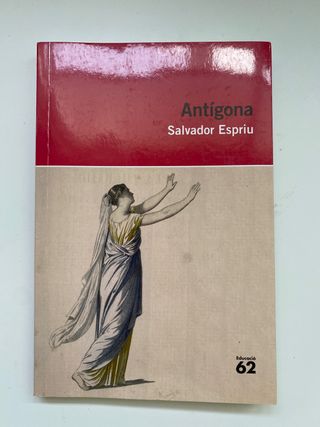 Antígona
Salvador Espriu
Educació
62